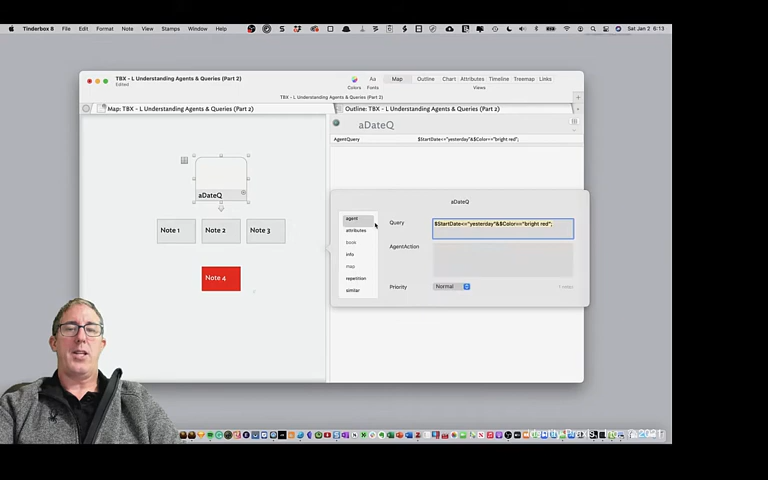 Tinderbox 8 File Edit Format Note View Stamps Window Help Sat Jan 2 6:13
TBX - L Understanding Agents & Queries (Part 2)
Edited
Colors Fonts
Map Outline Chart Attributes Timeline Treemap Links
Views
TBX - L Understanding Agents & Queries (Part 2)
Map: TBX - L Understanding Agents & Queries (Part 2)
Outline: TBX - L Understanding Agents & Queries (Part 2)
aDateQ
AgentQuery $StartDate<="yesterday"&$Color=="bright red";
aDateQ
Note 1
Note 2
Note 3
Note 4
aDateQ
agent
attributes
book
info
map
repetition
similar
Query
$StartDate<="yesterday"&$Color=="bright red";
AgentAction
Priority
Normal